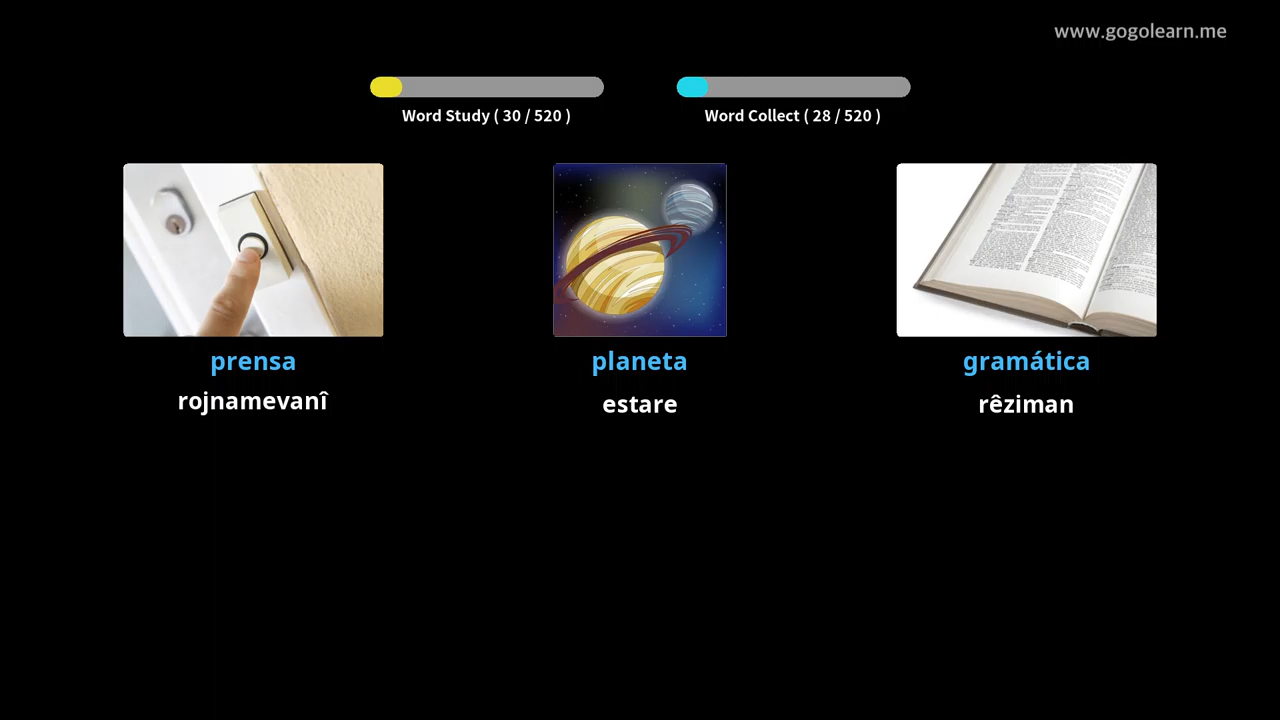 www.gogolearn.me
Word Study ( 30 / 520 )
Word Collect ( 28 / 520 )
prensa
planeta
gramática
rojnamevanî
estare
rêziman